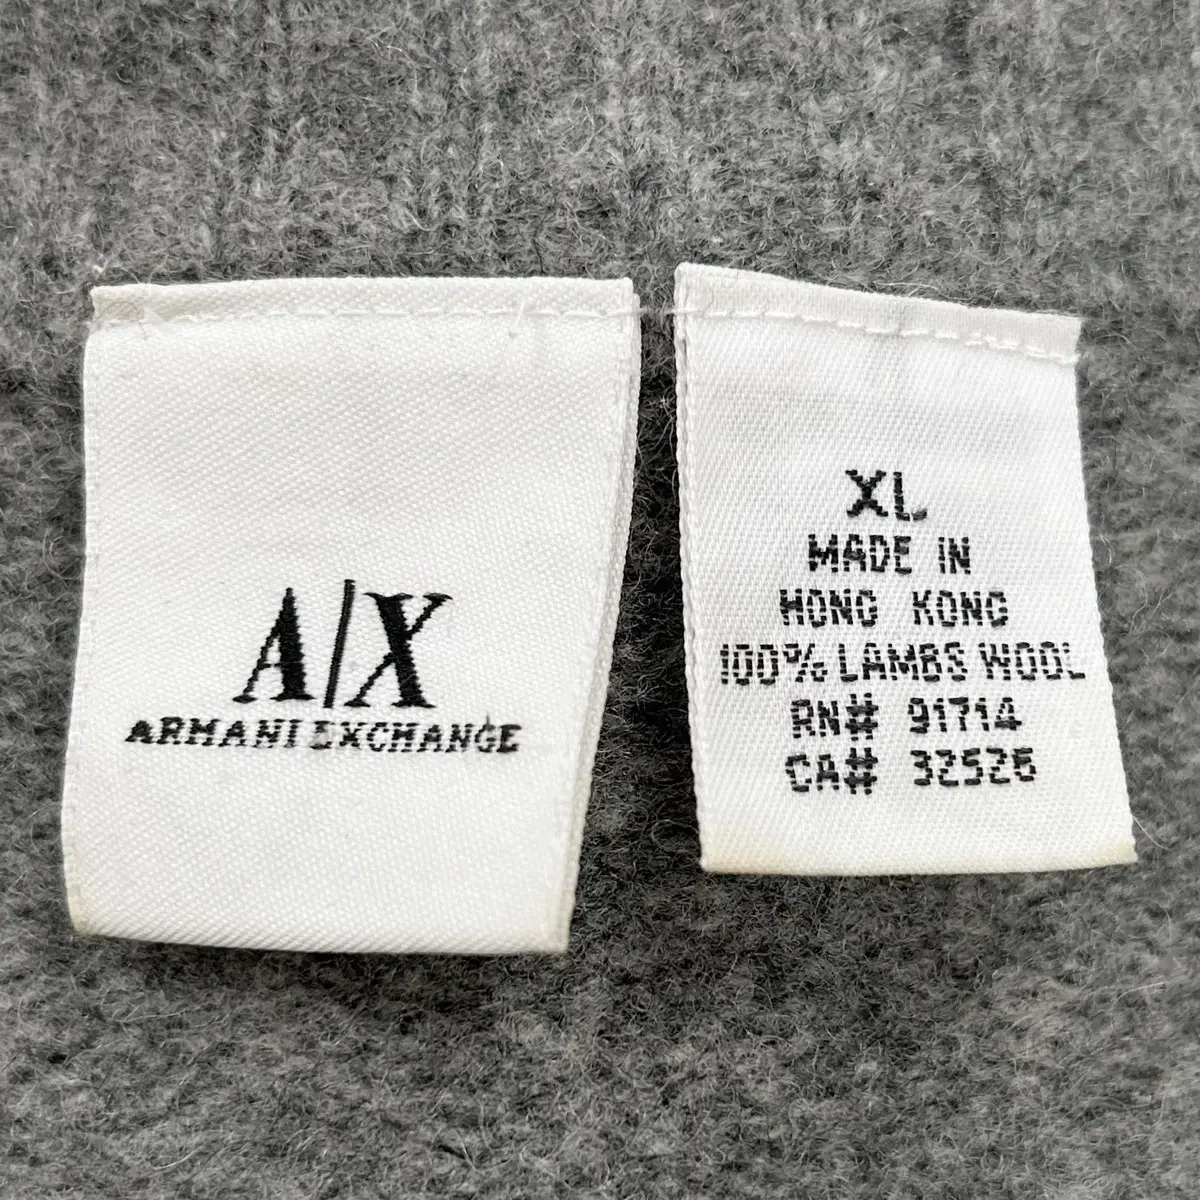 A|X
ARMANI EXCHANGE
XL
MADE IN
HONG KONG
100% LAMBS WOOL
RN# 91714
CA# 32526